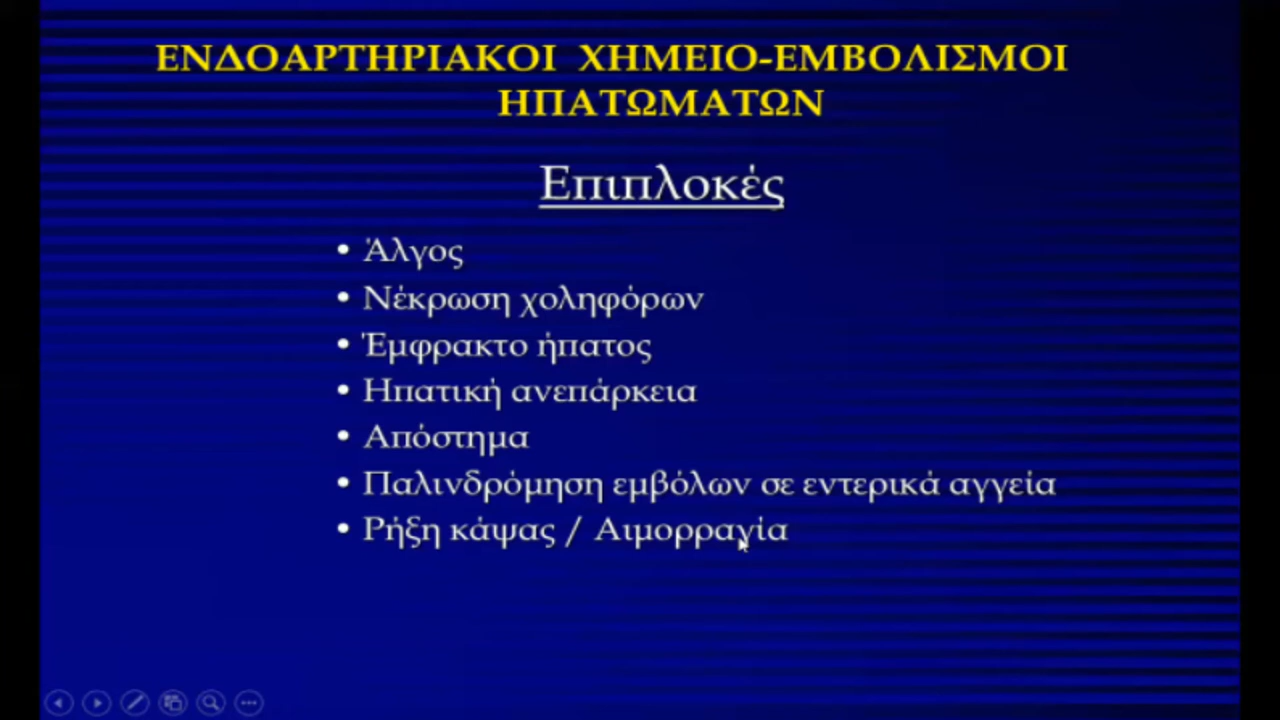 ΕΝΔΟΑΡΤΗΡΙΑΚΟΙ ΧΗΜΕΙΟ-ΕΜΒΟΛΙΣΜΟΙ
ΗΠΑΤΩΜΑΤΩΝ
Επιπλοκές
• Άλγος
• Νέκρωση χοληφόρων
• Έμφρακτο ήπατος
• Ηπατική ανεπάρκεια
• Απόστημα
• Παλινδρόμηση εμβόλων σε εντερικά αγγεία
• Ρήξη κάψας / Αιμορραγία